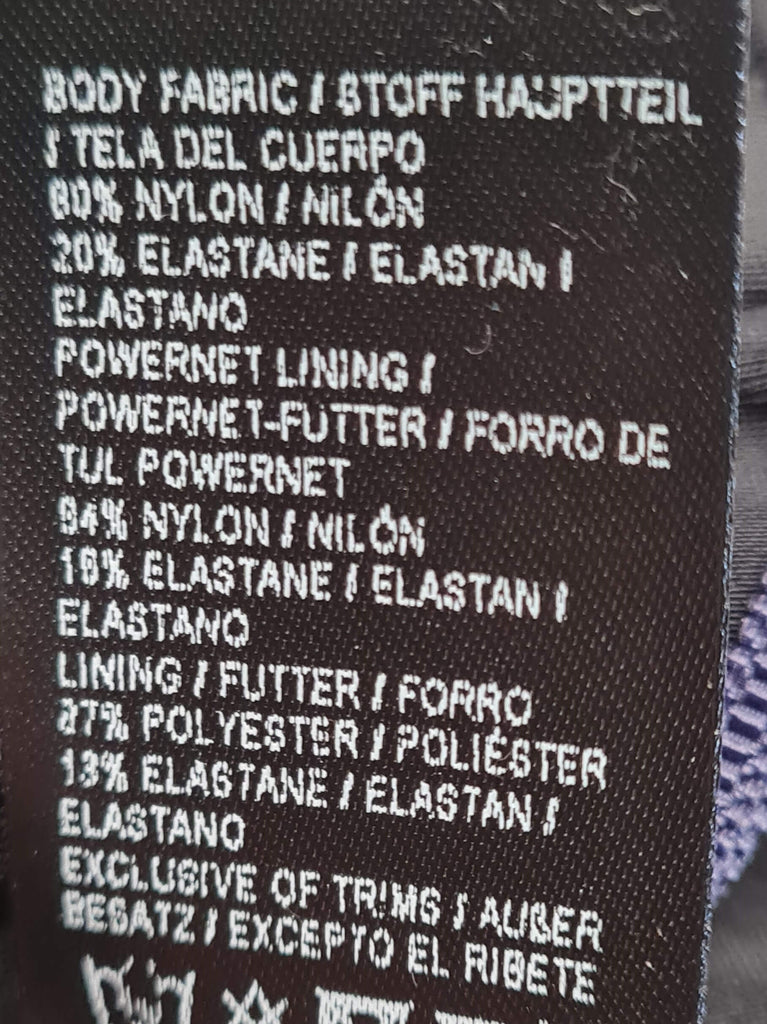 BODY FABRIC / STOFF HAUPTTEIL
/ TELA DEL CUERPO
80% NYLON / NILÓN
20% ELASTANE / ELASTAN /
ELASTANO
POWERNET LINING /
POWERNET-FUTTER / FORRO DE
TUL POWERNET
84% NYLON / NILÓN
16% ELASTANE / ELASTAN /
ELASTANO
LINING / FUTTER / FORRO
87% POLYESTER / POLIÉSTER
13% ELASTANE / ELASTAN /
ELASTANO
EXCLUSIVE OF TRIMS / AUßER
BESATZ / EXCEPTO EL RIBETE